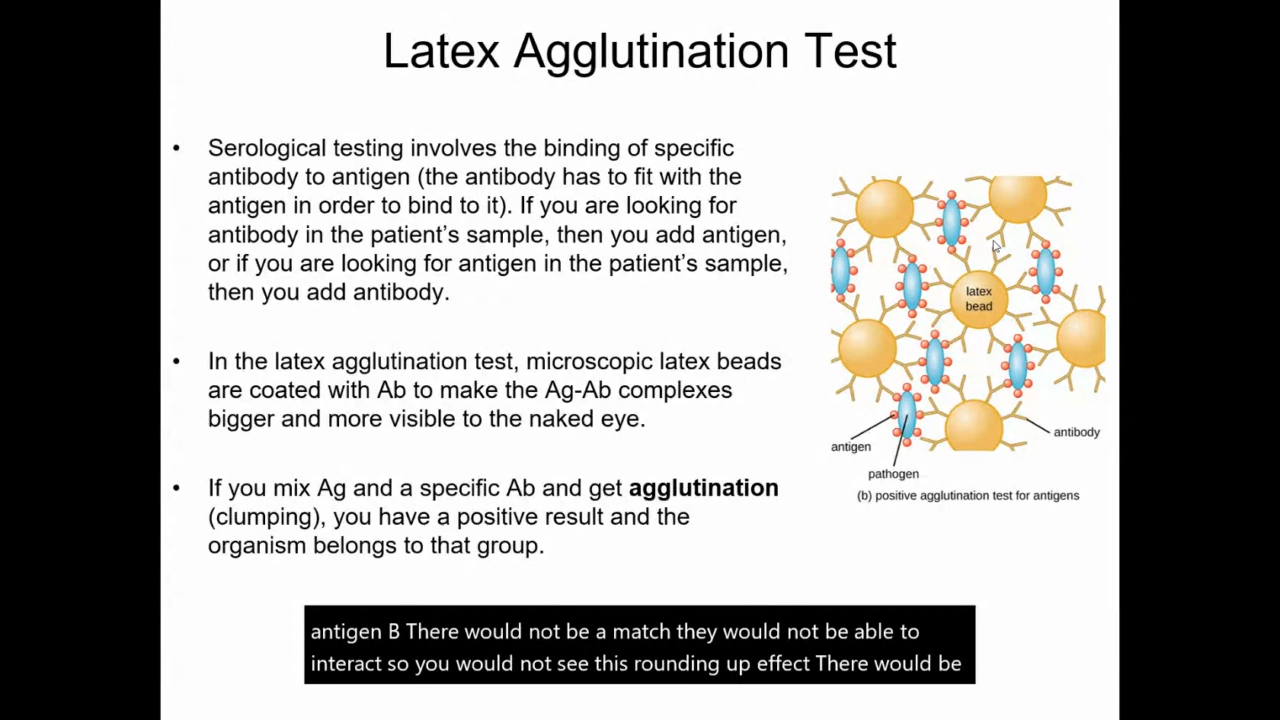 Latex Agglutination Test
• Serological testing involves the binding of specific
antibody to antigen (the antibody has to fit with the
antigen in order to bind to it). If you are looking for
antibody in the patient's sample, then you add antigen,
or if you are looking for antigen in the patient's sample,
then you add antibody.
• In the latex agglutination test, microscopic latex beads
are coated with Ab to make the Ag-Ab complexes
bigger and more visible to the naked eye.
• If you mix Ag and a specific Ab and get agglutination
(clumping), you have a positive result and the
organism belongs to that group.
latex
bead
antibody
antigen
pathogen
(b) positive agglutination test for antigens
antigen B There would not be a match they would not be able to
interact so you would not see this rounding up effect There would be